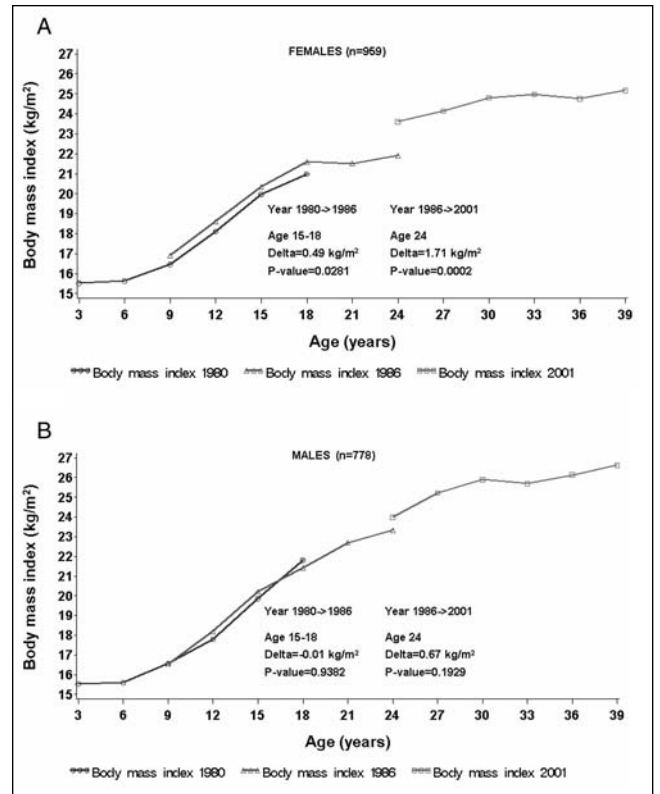 A
FEMALES (n=959)
Body mass index (kg/m²)
27
26
25
24
23
22
21
20
19
18
17
16
15
Year 1980->1986 Year 1986->2001
Age 15-18 Age 24
Delta=0.49 kg/m² Delta=1.71 kg/m²
P-value=0.0281 P-value=0.0002
3 6 9 12 15 18 21 24 27 30 33 36 39
Age (years)
Body mass index 1980 Body mass index 1986 Body mass index 2001
B
MALES (n=778)
Body mass index (kg/m²)
27
26
25
24
23
22
21
20
19
18
17
16
15
Year 1980->1986 Year 1986->2001
Age 15-18 Age 24
Delta=-0.01 kg/m² Delta=0.67 kg/m²
P-value=0.9382 P-value=0.1929
3 6 9 12 15 18 21 24 27 30 33 36 39
Age (years)
Body mass index 1980 Body mass index 1986 Body mass index 2001